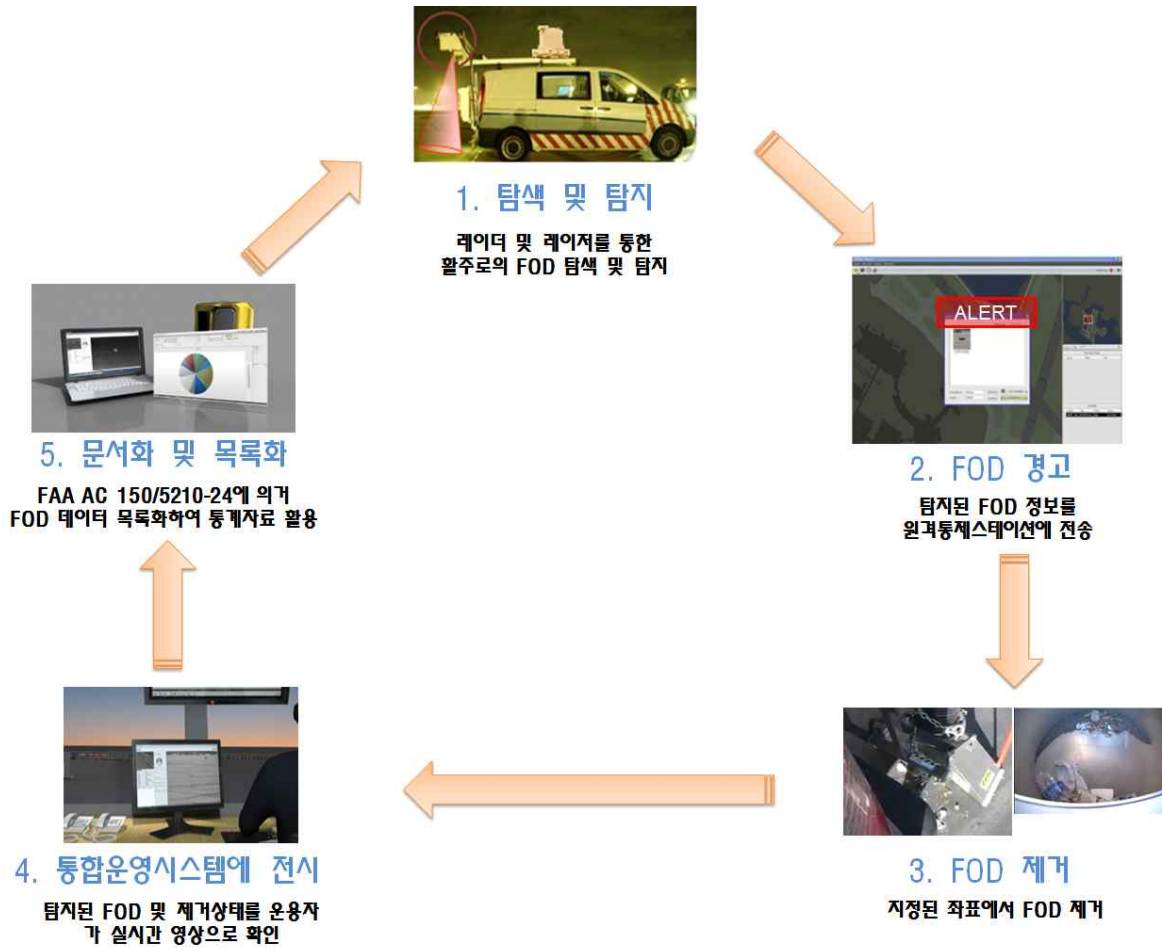 1. 탐색 및 탐지
레이더 및 레이저를 통한
활주로의 FOD 탐색 및 탐지
ALERT
2. FOD 경고
탐지된 FOD 정보를
원격통제스테이션에 전송
3. FOD 제거
지정된 좌표에서 FOD 제거
4. 통합운영시스템에 전시
탐지된 FOD 및 제거상태를 운용자
가 실시간 영상으로 확인
5. 문서화 및 목록화
FAA AC 150/5210-24에 의거
FOD 데이터 목록화하여 통계자료 활용